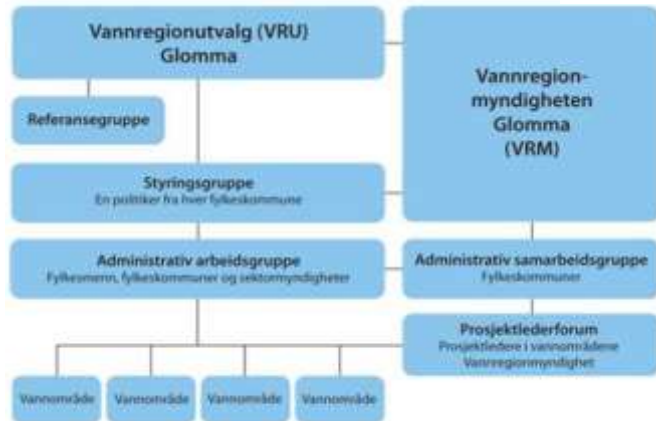 Vannregionutvalg (VRU)
Glomma
Referansegruppe
Vannregion-
myndigheten
Glomma
(VRM)
Styringsgruppe
En politiker fra hver fylkeskommune
Administrativ arbeidsgruppe
Fylkesmenn, fylkeskommuner og sektormyndigheter
Administrativ samarbeidsgruppe
Fylkeskommuner
Prosjektlederforum
Prosjektledere i vannområdene
Vannregionmyndighet
Vannområde
Vannområde
Vannområde
Vannområde